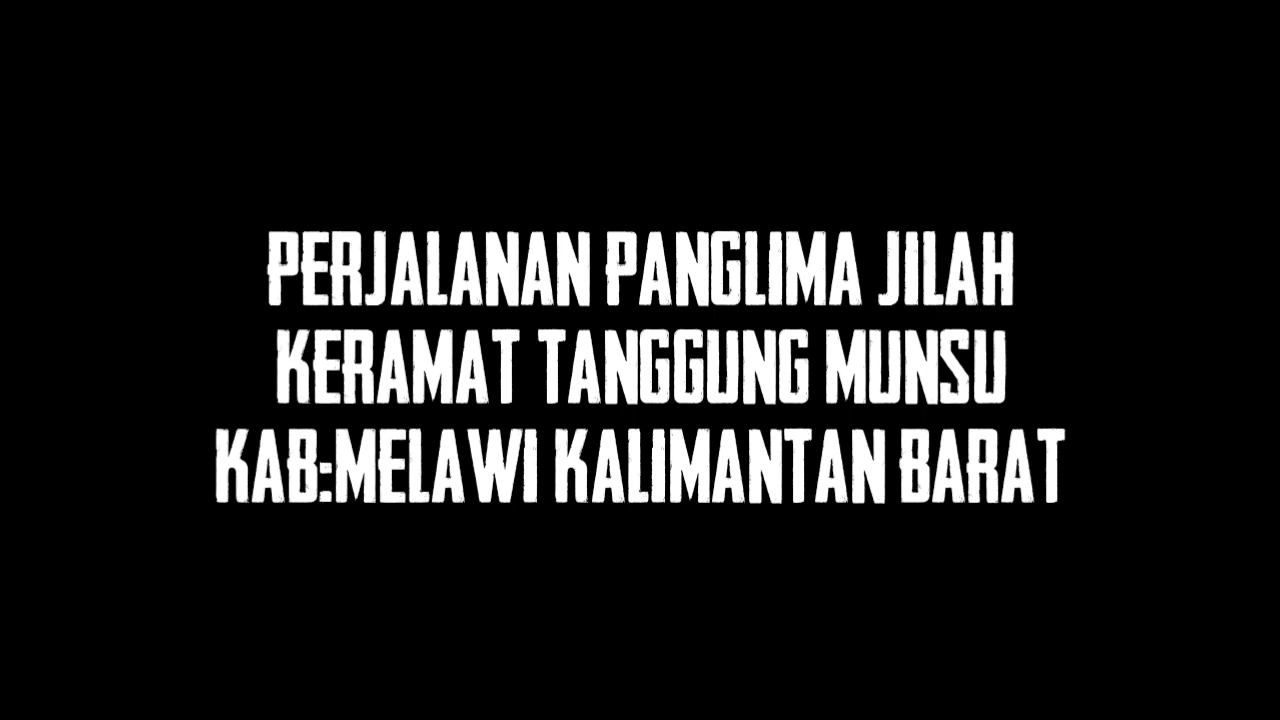 PERJALANAN PANGLIMA JILAH
KERAMAT TANGGUNG MUNSU
KAB:MELAWI KALIMANTAN BARAT